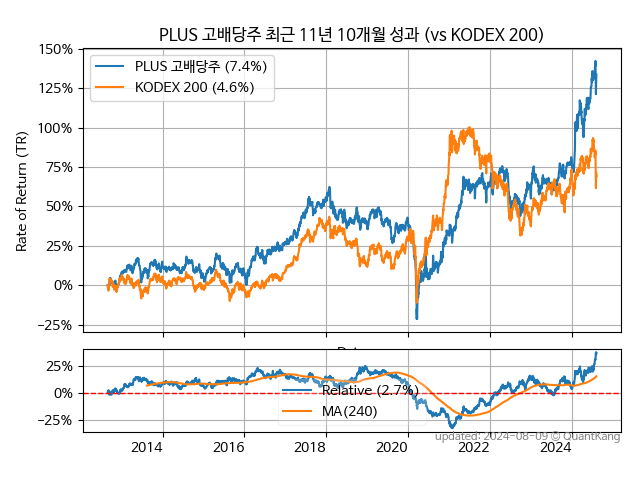 PLUS 고배당주 최근 11년 10개월 성과 (vs KODEX 200)
150%
125%
100%
75%
50%
25%
0%
−25%
Rate of Return (TR)
PLUS 고배당주 (7.4%)
KODEX 200 (4.6%)
25%
0%
−25%
Relative (2.7%)
MA(240)
2014
2016
2018
2020
2022
2024
updated: 2024-08-09 © QuantKang